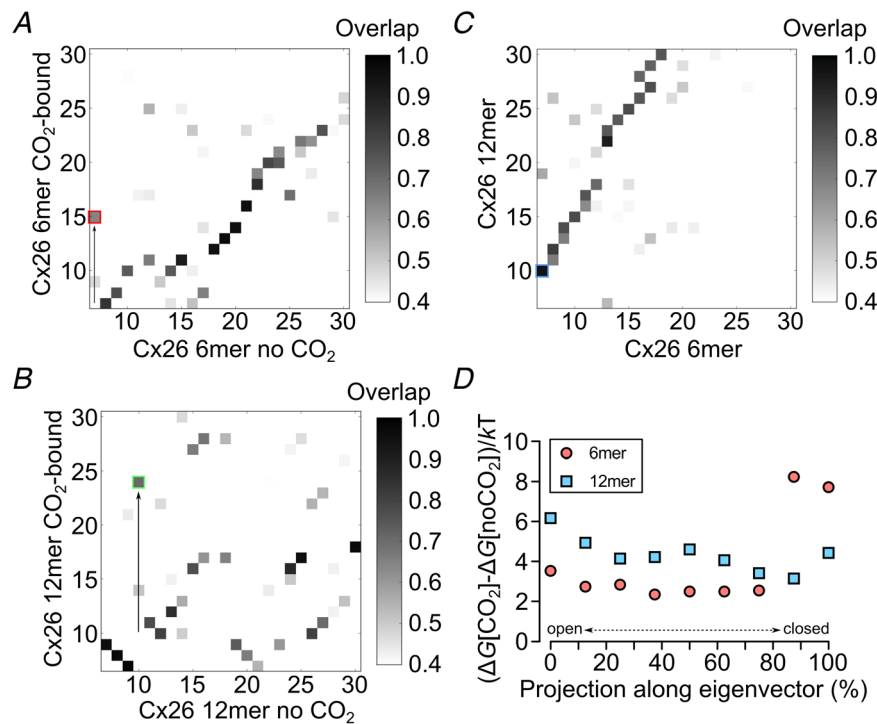 A
Overlap
30
25
20
15
10
10 15 20 25 30
1.0
0.9
0.8
0.7
0.6
0.5
0.4
Cx26 6mer CO2-bound
Cx26 6mer no CO2
C
Overlap
30
25
20
15
10
10 15 20 25 30
1.0
0.9
0.8
0.7
0.6
0.5
0.4
Cx26 12mer
Cx26 6mer
B
Overlap
30
25
20
15
10
10 15 20 25 30
1.0
0.9
0.8
0.7
0.6
0.5
0.4
Cx26 12mer CO2-bound
Cx26 12mer no CO2
D
(ΔG[CO2]-ΔG[noCO2])/kT
10
8
6
4
2
0
6mer
12mer
open closed
0 20 40 60 80 100
Projection along eigenvector (%)